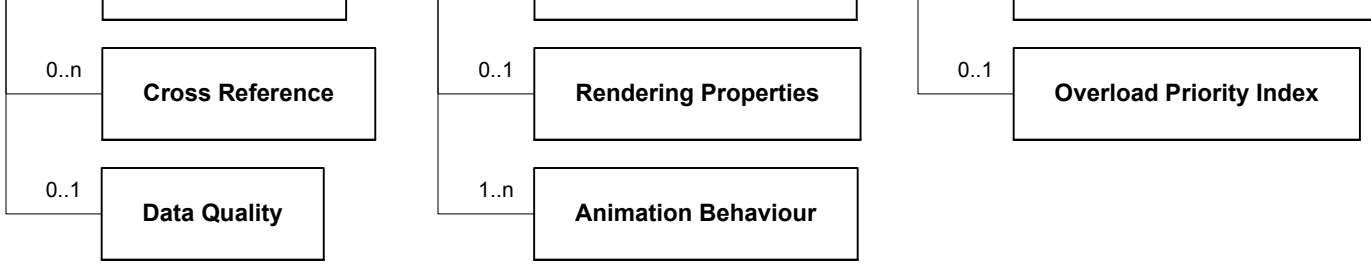 0..n
Cross Reference
0..1
Rendering Properties
0..1
Overload Priority Index
0..1
Data Quality
1..n
Animation Behaviour